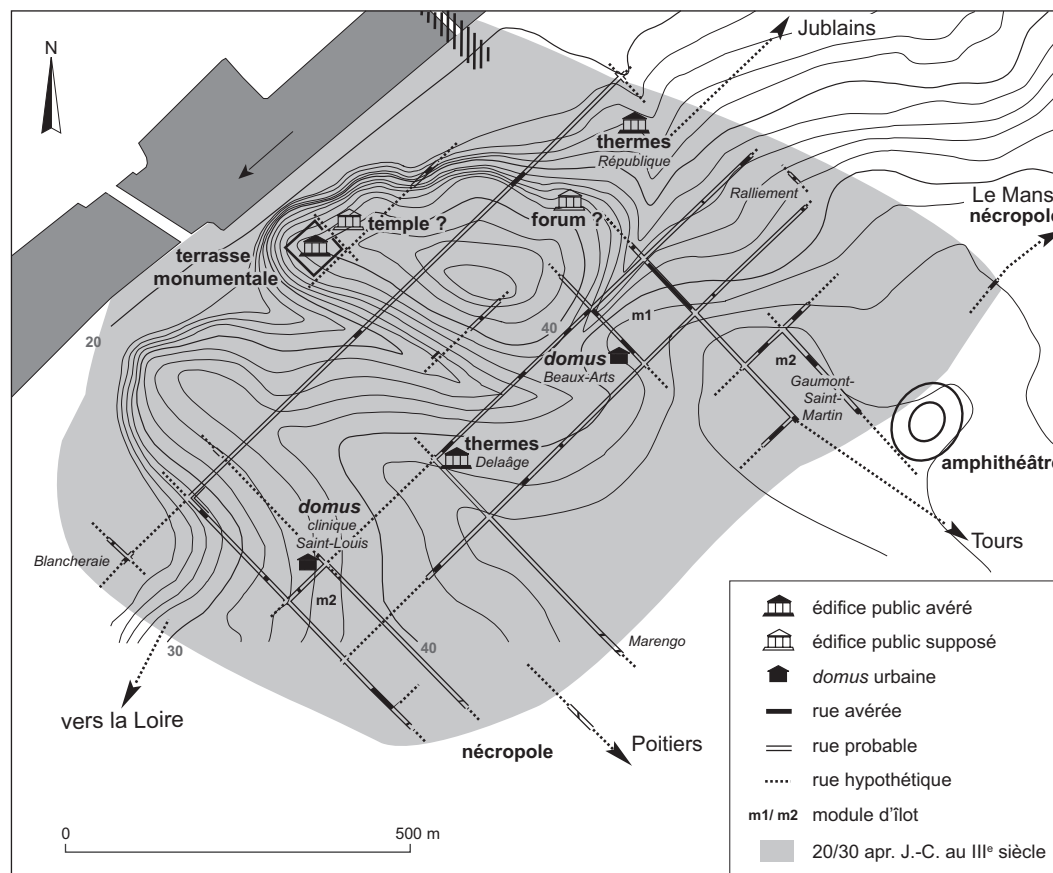 N
Jublains
thermes
République
Ralliement
Le Mans
nécropole
temple ?
forum ?
terrasse
monumentale
20
40
m1
domus
Beaux-Arts
m2
Gaumont-
Saint-
Martin
amphithéâtre
thermes
Delaâge
domus
clinique
Saint-Louis
Blancheraie
m2
Tours
30
40
Marengo
vers la Loire
nécropole
Poitiers
0
500 m
édifice public avéré
édifice public supposé
domus urbaine
rue avérée
rue probable
rue hypothétique
m1/ m2 module d'îlot
20/30 apr. J.-C. au IIIe siècle